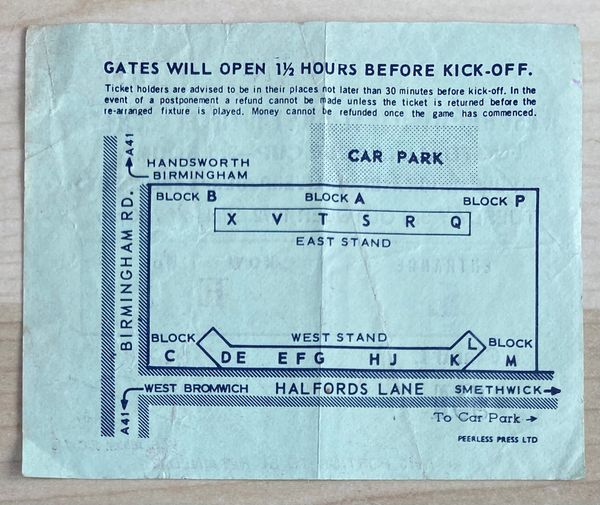 GATES WILL OPEN 1½ HOURS BEFORE KICK-OFF.
Ticket holders are advised to be in their places not later than 30 minutes before kick-off. In the
event of a postponement a refund cannot be made unless the ticket is returned before the
re-arranged fixture is played. Money cannot be refunded once the game has commenced.
A41
HANDSWORTH
BIRMINGHAM
CAR PARK
BIRMINGHAM RD.
BLOCK B
BLOCK A
BLOCK P
X V T S R Q
EAST STAND
WEST STAND
BLOCK
C
D E E F G H J K
L
BLOCK
M
A41
WEST BROMWICH
HALFORDS LANE
SMETHWICK
To Car Park
PEERLESS PRESS LTD